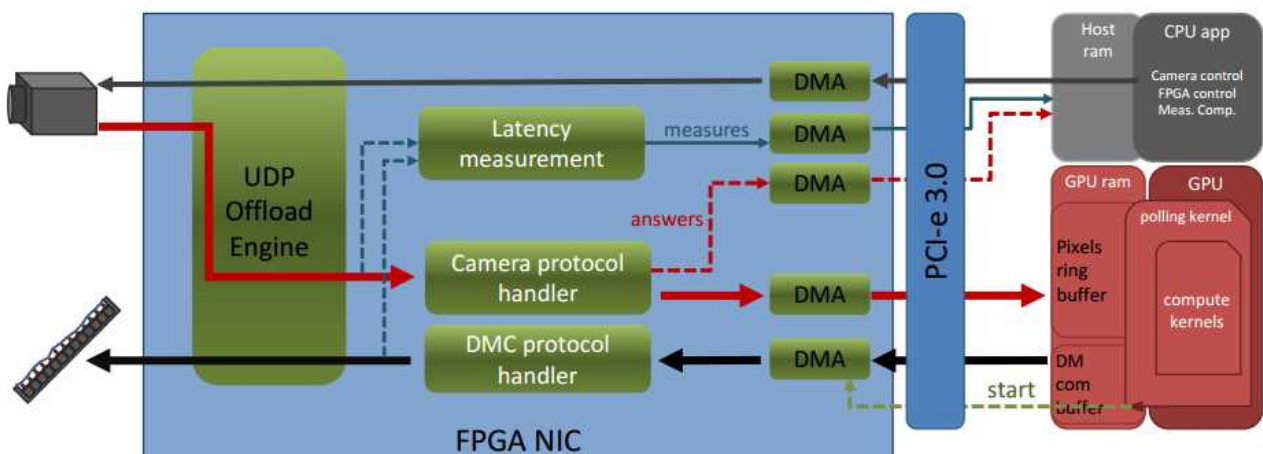 UDP
Offload
Engine
Latency
measurement
measures
answers
Camera protocol
handler
DMC protocol
handler
DMA
DMA
DMA
DMA
DMA
FPGA NIC
PCI-e 3.0
Host
ram
CPU app
Camera control
FPGA control
Meas. Comp.
GPU ram
GPU
polling kernel
Pixels
ring
buffer
compute
kernels
DM
com
buffer
start